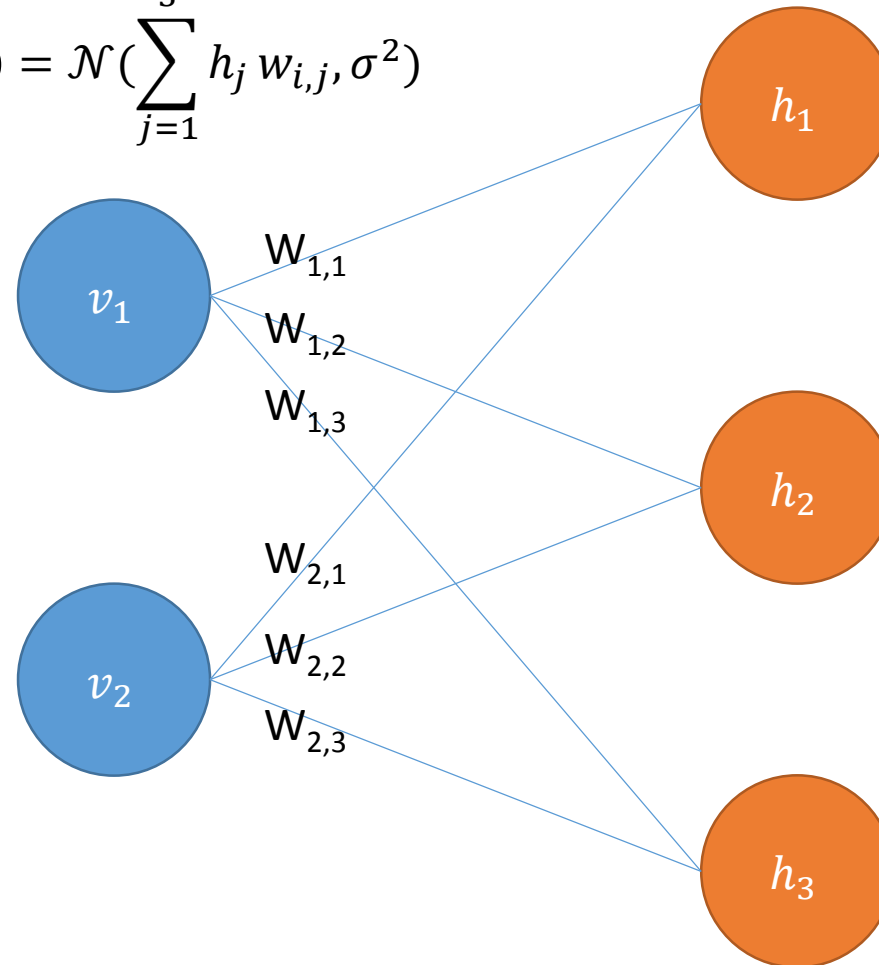 ) = 𝒩(∑_{j=1} h_j w_{i,j}, σ²)
h₁
v₁
W₁,₁
W₁,₂
W₁,₃
h₂
W₂,₁
W₂,₂
v₂
W₂,₃
h₃